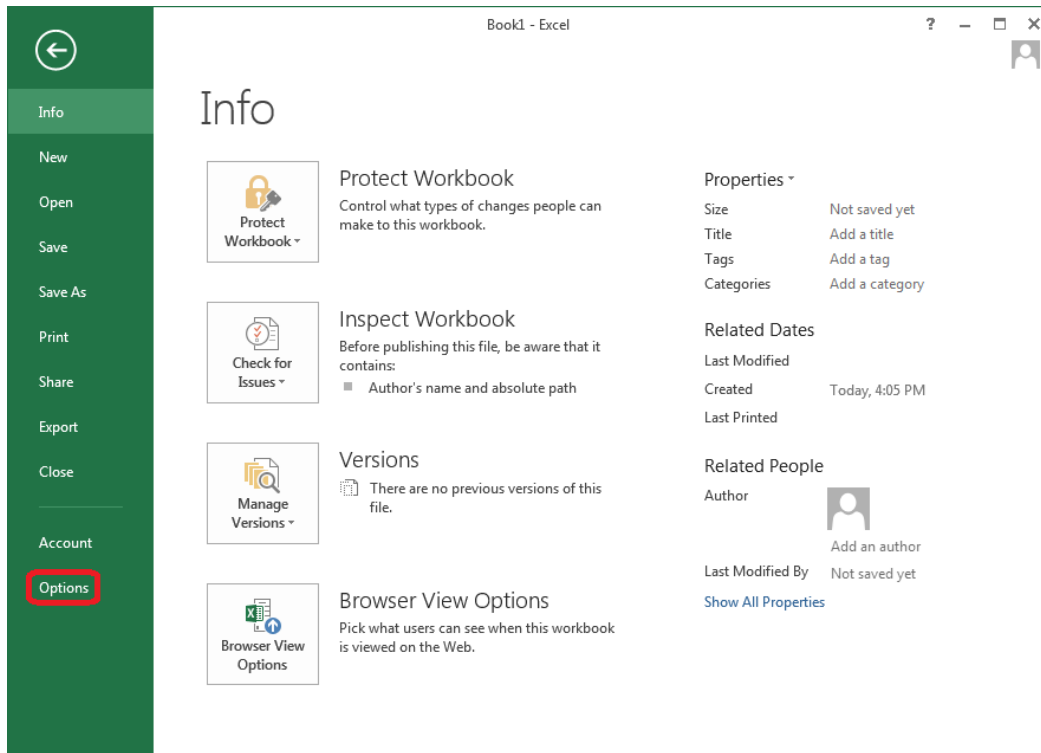 Book1 - Excel
?
Info
New
Open
Save
Save As
Print
Share
Export
Close
Account
Options
Info
Protect
Workbook
Protect Workbook
Control what types of changes people can
make to this workbook.
Check for
Issues
Inspect Workbook
Before publishing this file, be aware that it
contains:
Author's name and absolute path
Manage
Versions
Versions
There are no previous versions of this
file.
Browser View
Options
Browser View Options
Pick what users can see when this workbook
is viewed on the Web.
Properties
Size Not saved yet
Title Add a title
Tags Add a tag
Categories Add a category
Related Dates
Last Modified
Created Today, 4:05 PM
Last Printed
Related People
Author
Add an author
Last Modified By Not saved yet
Show All Properties